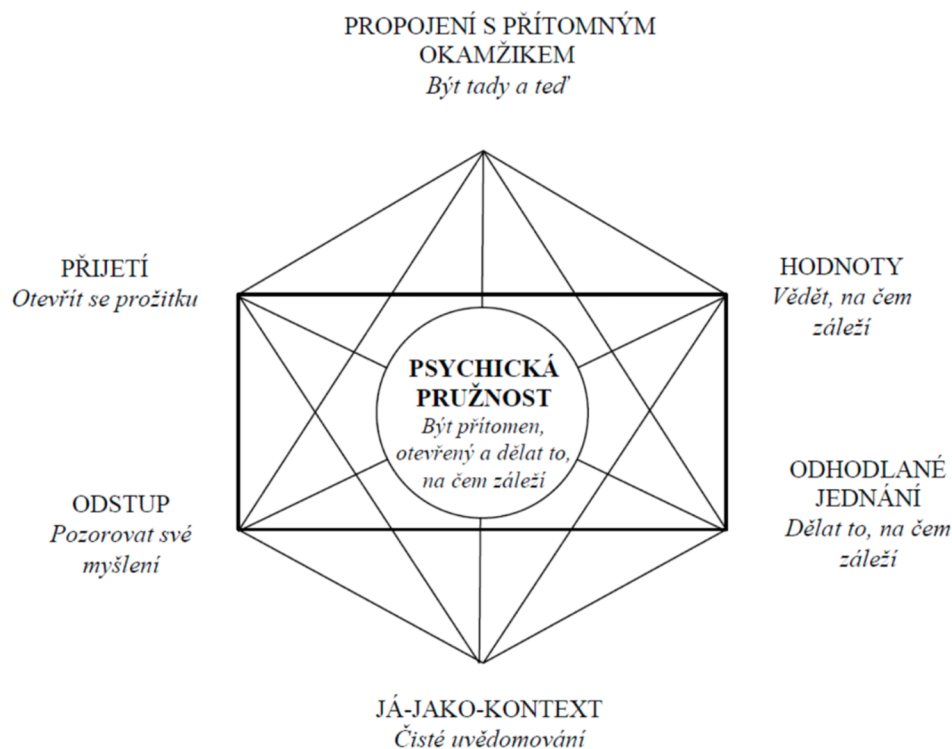 PROPOJENÍ S PŘÍTOMNÝM
OKAMŽIKEM
Být tady a teď
PŘIJETÍ
Otevřít se prožitku
HODNOTY
Vědět, na čem
záleží
PSYCHICKÁ
PRUŽNOST
Být přítomen,
otevřený a dělat to,
na čem záleží
ODSTUP
Pozorovat své
myšlení
ODHODLANÉ
JEDNÁNÍ
Dělat to, na čem
záleží
JÁ-JAKO-KONTEXT
Čisté uvědomování